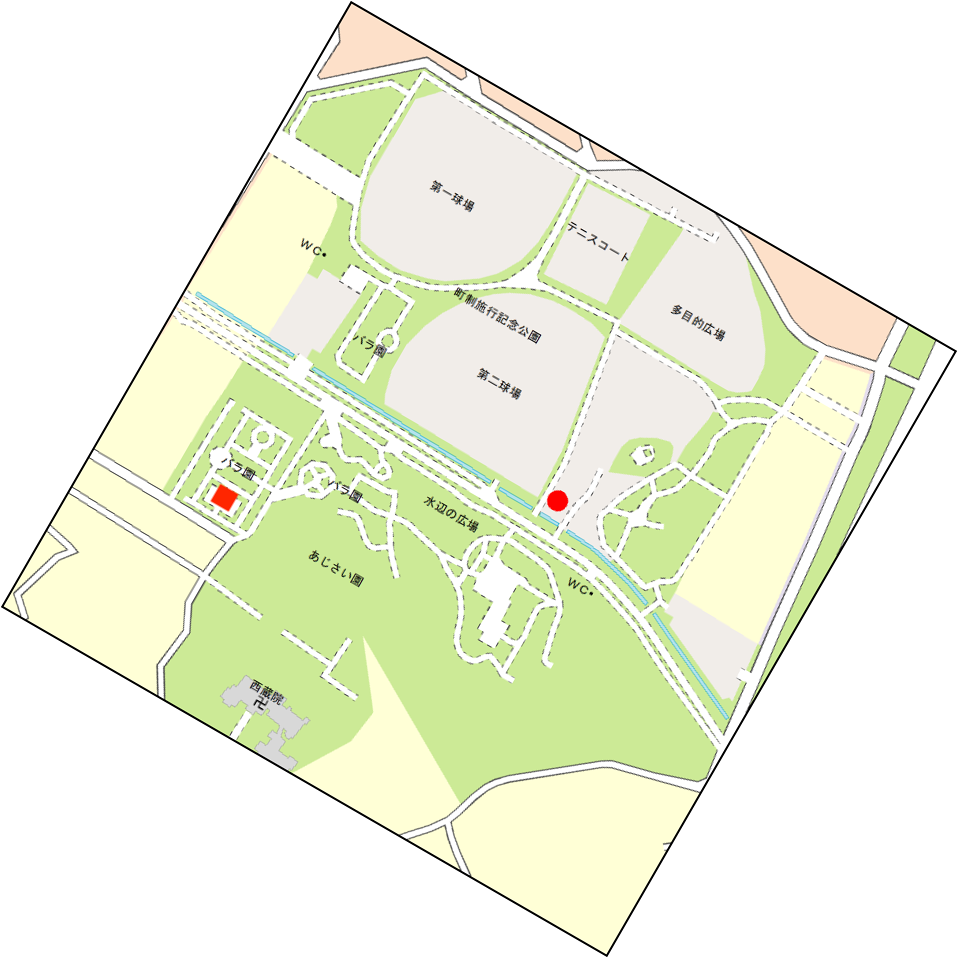 第一球場
テニスコート
WC
町制施行記念公園
多目的広場
バラ園
第二球場
バラ園
バラ園
水辺の広場
あじさい園
WC
西蔵院
卍